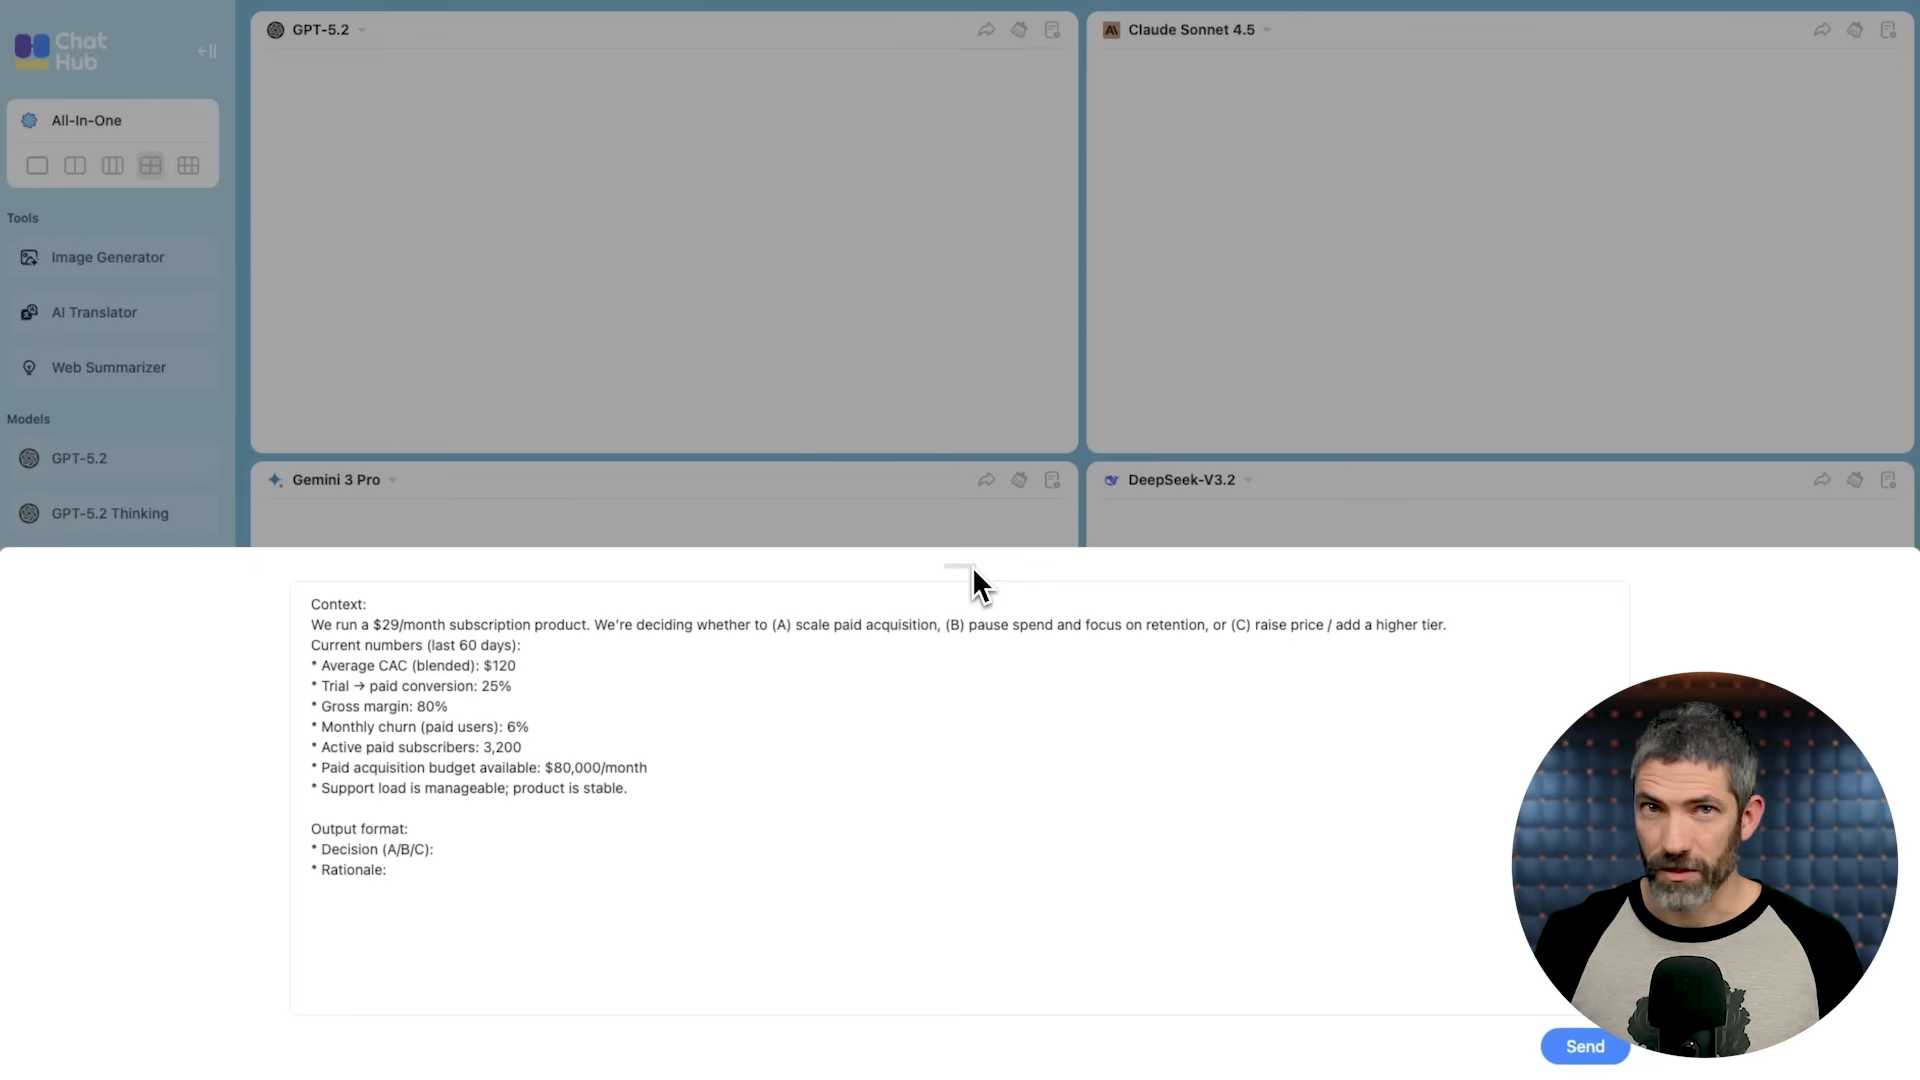 Chat
Hub
All-In-One
Tools
Image Generator
AI Translator
Web Summarizer
Models
GPT-5.2
GPT-5.2 Thinking
GPT-5.2
Claude Sonnet 4.5
Gemini 3 Pro
DeepSeek-V3.2
Context:
We run a $29/month subscription product. We’re deciding whether to (A) scale paid acquisition, (B) pause spend and focus on retention, or (C) raise price / add a higher tier.
Current numbers (last 60 days):
* Average CAC (blended): $120
* Trial → paid conversion: 25%
* Gross margin: 80%
* Monthly churn (paid users): 6%
* Active paid subscribers: 3,200
* Paid acquisition budget available: $80,000/month
* Support load is manageable; product is stable.
Output format:
* Decision (A/B/C):
* Rationale:
Send